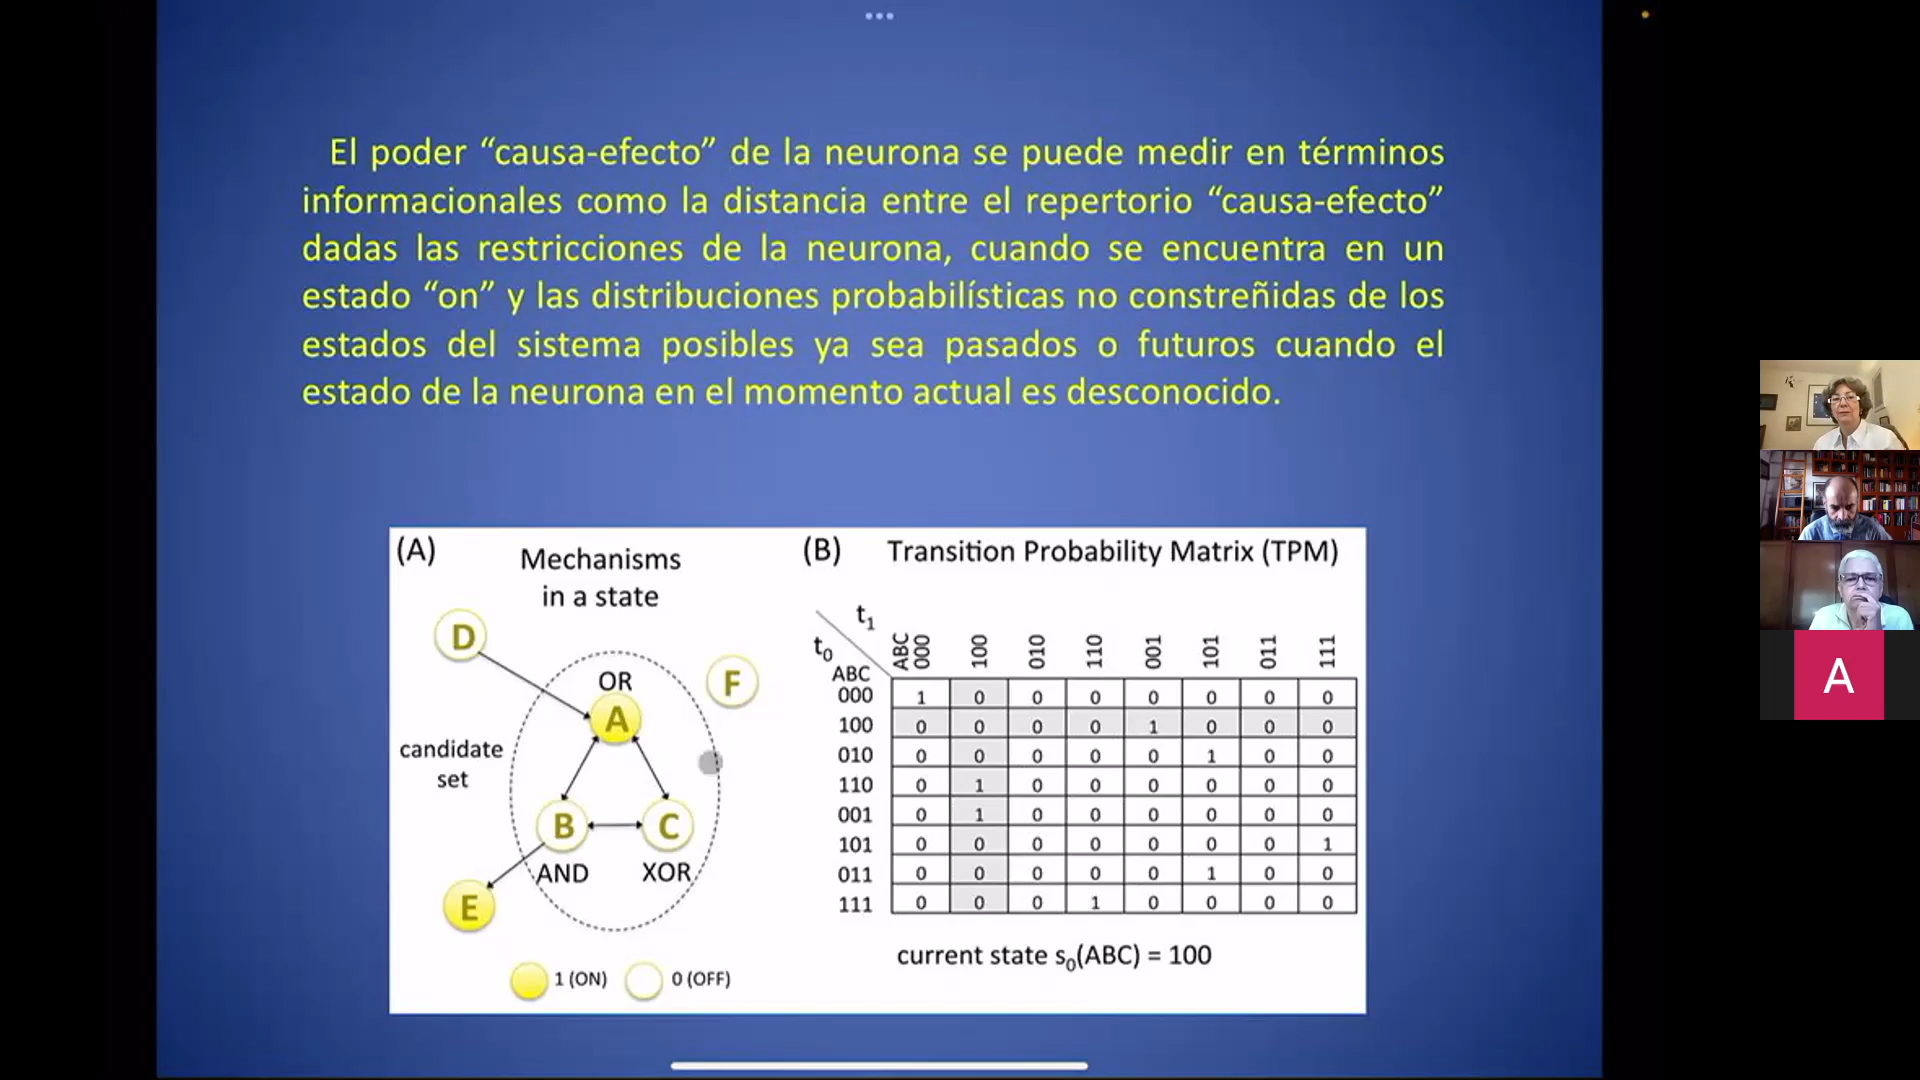 El poder “causa-efecto” de la neurona se puede medir en términos
informacionales como la distancia entre el repertorio “causa-efecto”
dadas las restricciones de la neurona, cuando se encuentra en un
estado “on” y las distribuciones probabilísticas no constreñidas de los
estados del sistema posibles ya sea pasados o futuros cuando el
estado de la neurona en el momento actual es desconocido.
(A)
Mechanisms
in a state
D
OR
A
F
candidate
set
B
C
AND
XOR
E
1 (ON)
0 (OFF)
(B)
Transition Probability Matrix (TPM)
t1
t0
ABC
ABC 000 100 010 110 001 101 011 111
000 1 0 0 0 0 0 0 0
100 0 0 0 0 1 0 0 0
010 0 0 0 0 0 1 0 0
110 0 1 0 0 0 0 0 0
001 0 1 0 0 0 0 0 0
101 0 0 0 0 0 0 0 1
011 0 0 0 0 0 1 0 0
111 0 0 0 1 0 0 0 0
current state s0(ABC) = 100
A